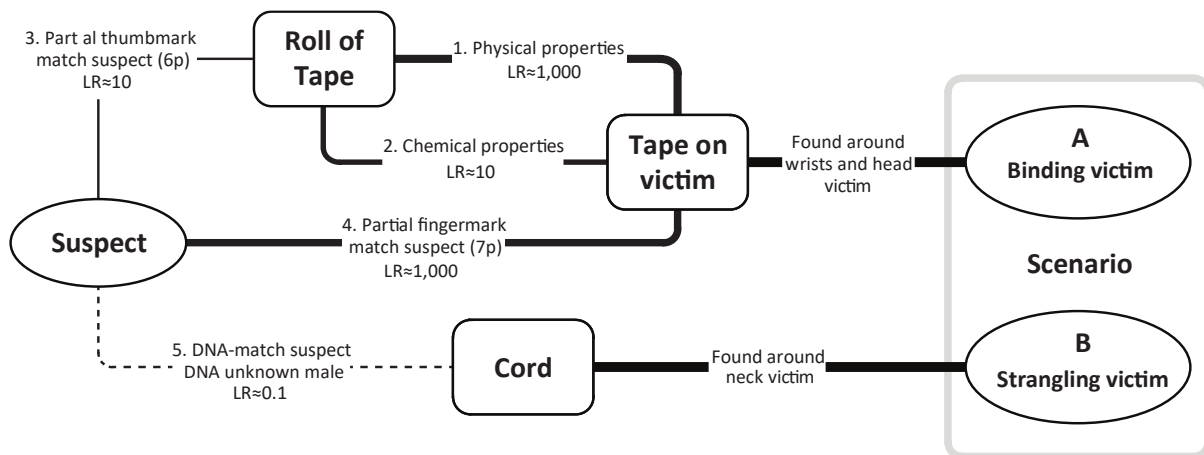 3. Part al thumbmark
match suspect (6p)
LR≈10
Roll of
Tape
1. Physical properties
LR≈1,000
2. Chemical properties
LR≈10
Tape on
victim
Found around
wrists and head
victim
A
Binding victim
Suspect
4. Partial fingermark
match suspect (7p)
LR≈1,000
Scenario
5. DNA-match suspect
DNA unknown male
LR≈0.1
Cord
Found around
neck victim
B
Strangling victim